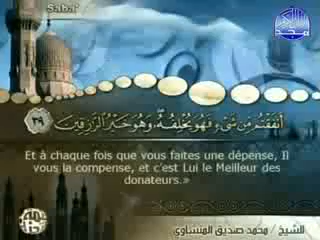 Saba'
أَنفَقْتُم مِّن شَىْءٍ فَهُوَ يُخْلِفُهُۥ ۖ وَهُوَ خَيْرُ ٱلرَّٰزِقِينَ ٣٩
Et à chaque fois que vous faites une dépense, Il
vous la compense, et c'est Lui le Meilleur des
donateurs.»
الشيخ / محمد صديق المنشاوي